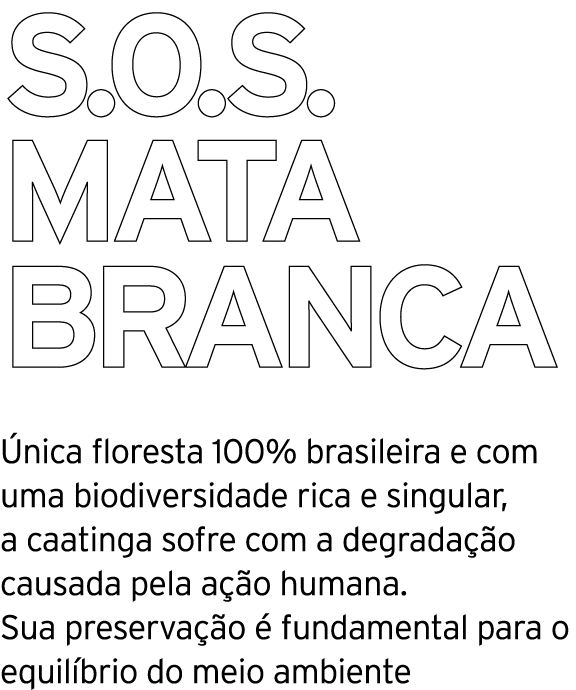 S.O.S.
MATA
BRANCA
Única floresta 100% brasileira e com
uma biodiversidade rica e singular,
a caatinga sofre com a degradação
causada pela ação humana.
Sua preservação é fundamental para o
equilíbrio do meio ambiente